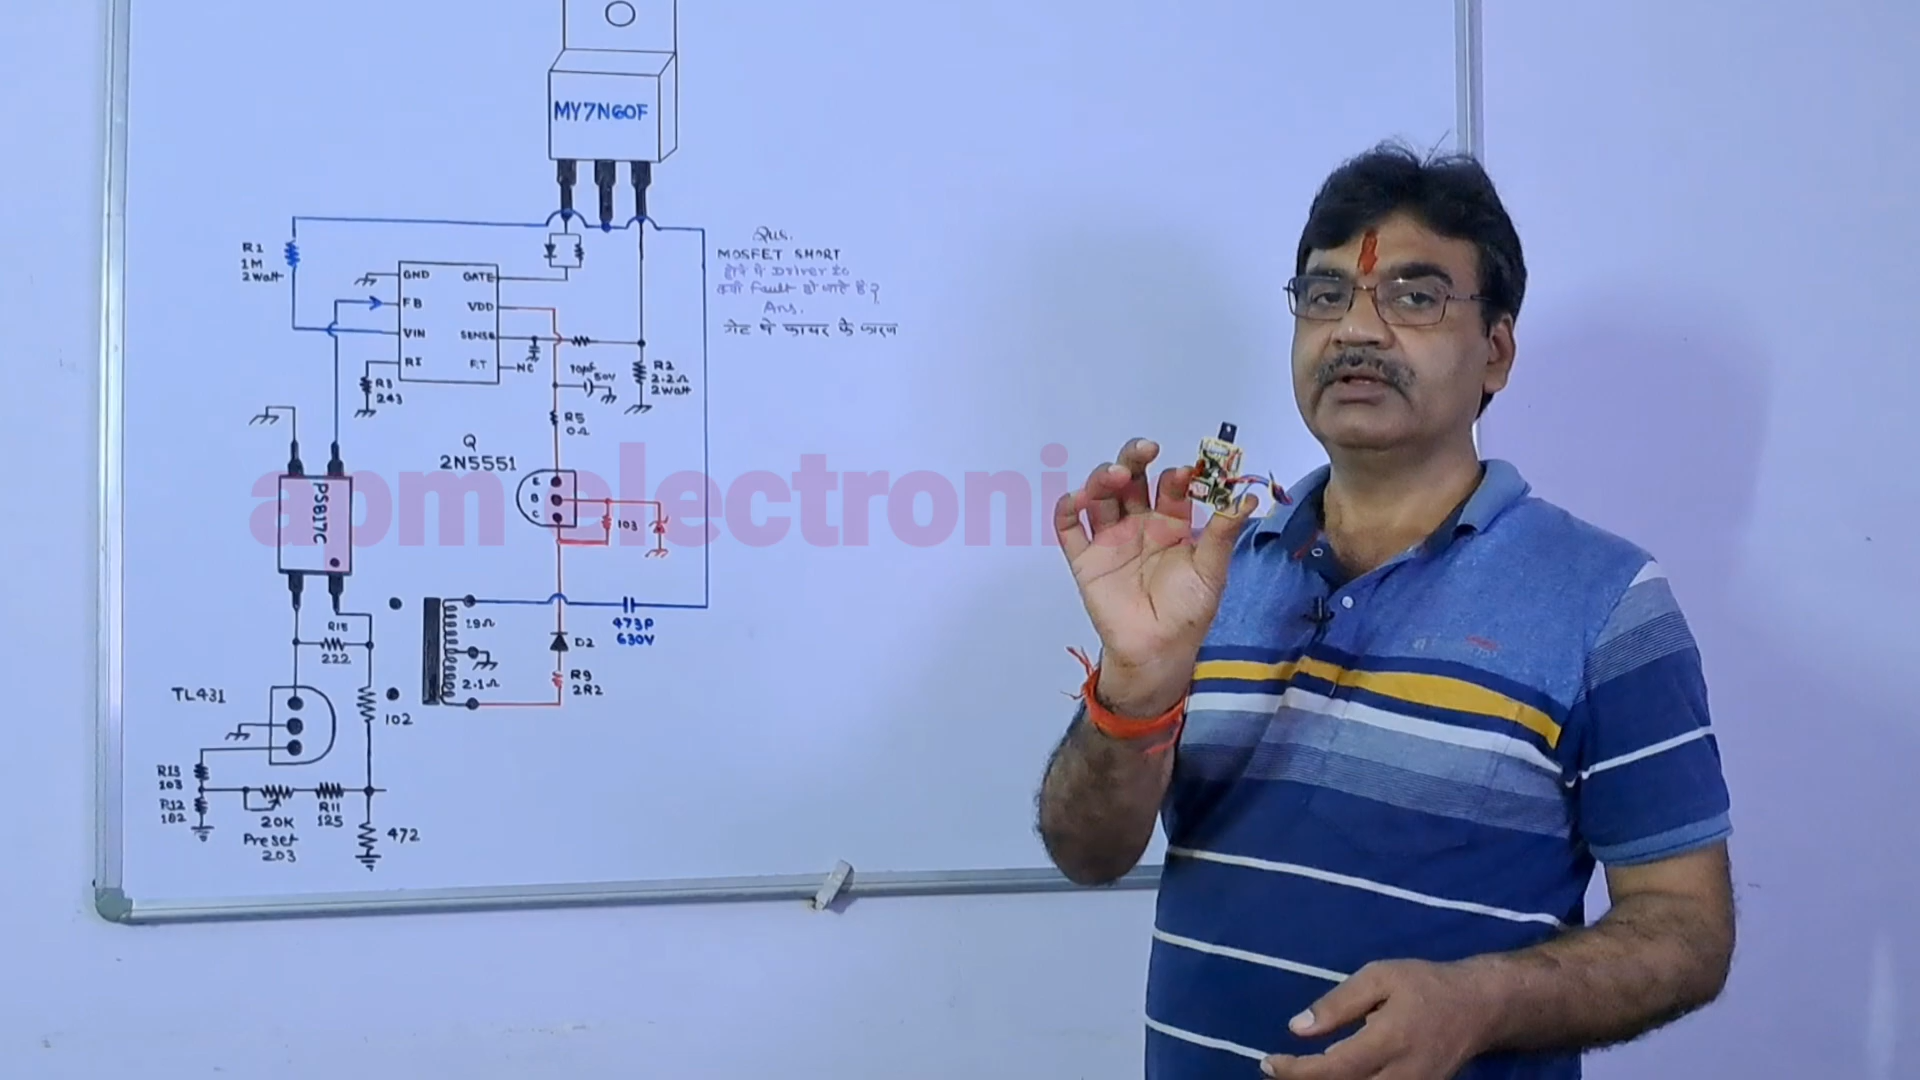 MY7N60F
R1
1M
2Watt
GND
GATE
FB
VDD
VIN
SENSE
RI
RT
NC
R3
243
10µf
50V
R2
2.2Ω
2Watt
Que.
MOSFET SHORT
होने पे Driver Ic
क्यों Fault हो जाते है?
Ans.
गेट पे फायर के कारण
R5
0Ω
Q
2N5551
E
B
C
103
apm electronics
PS817C
R15
222
TL431
102
19Ω
2.1Ω
473P
630V
D2
R9
2R2
R13
103
R12
182
20K
Preset
203
R11
125
472